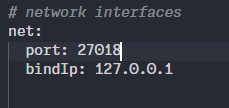 # network interfaces
net:
  port: 27018
  bindIp: 127.0.0.1